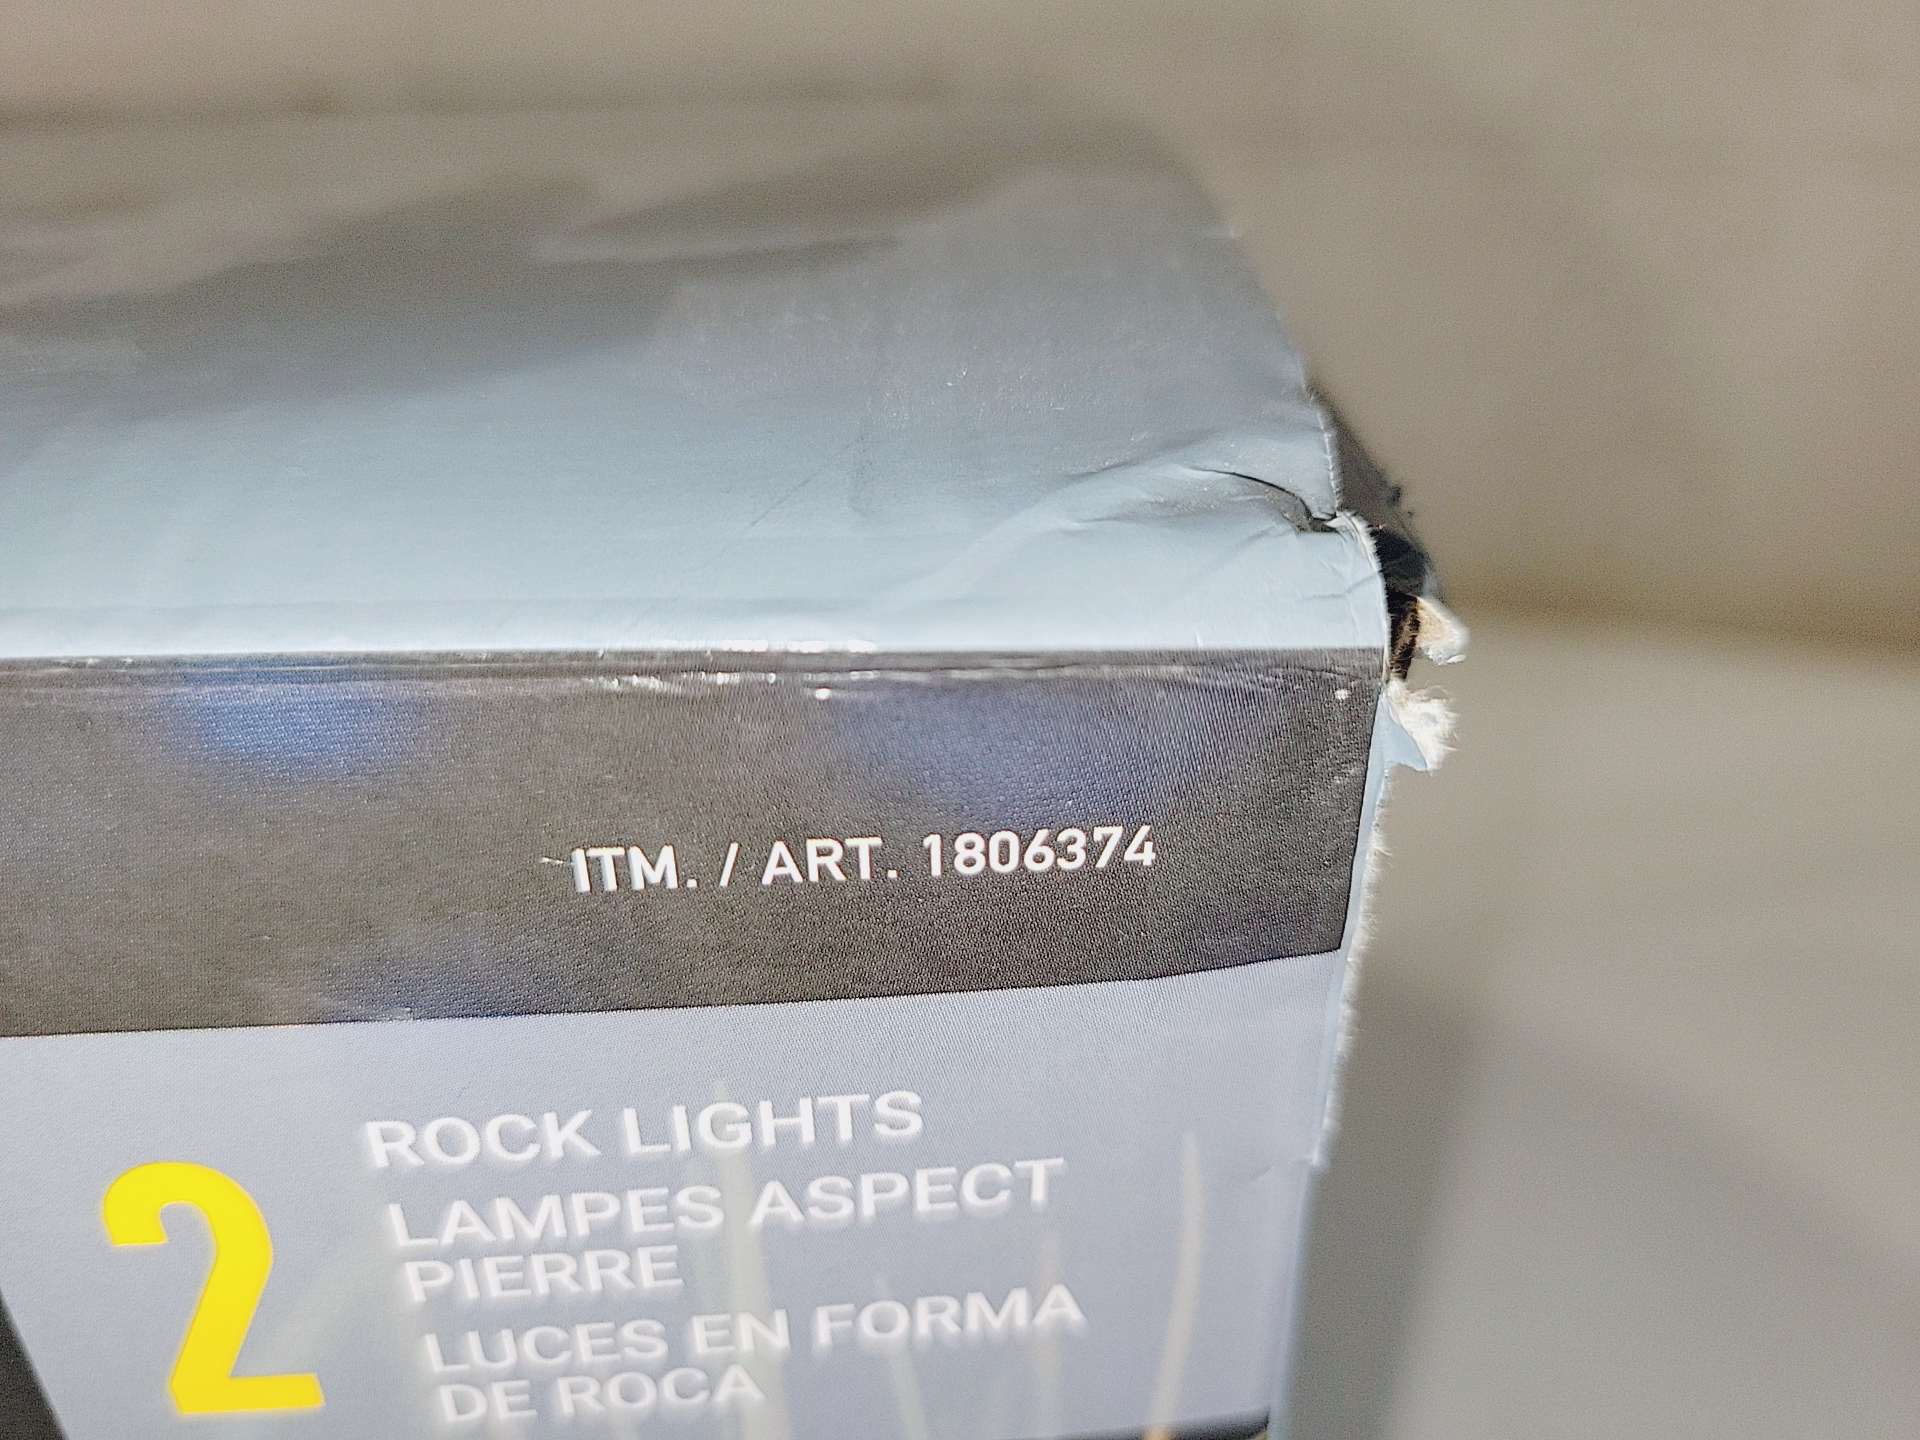 ITM. / ART. 1806374
2
ROCK LIGHTS
LAMPES ASPECT
PIERRE
LUCES EN FORMA
DE ROCA